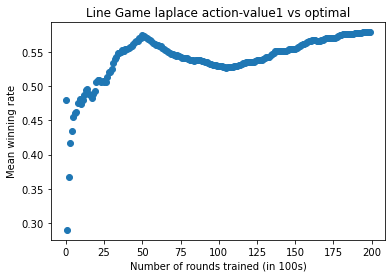 Line Game laplace action-value1 vs optimal
Mean winning rate
0.55
0.50
0.45
0.40
0.35
0.30
0 25 50 75 100 125 150 175 200
Number of rounds trained (in 100s)